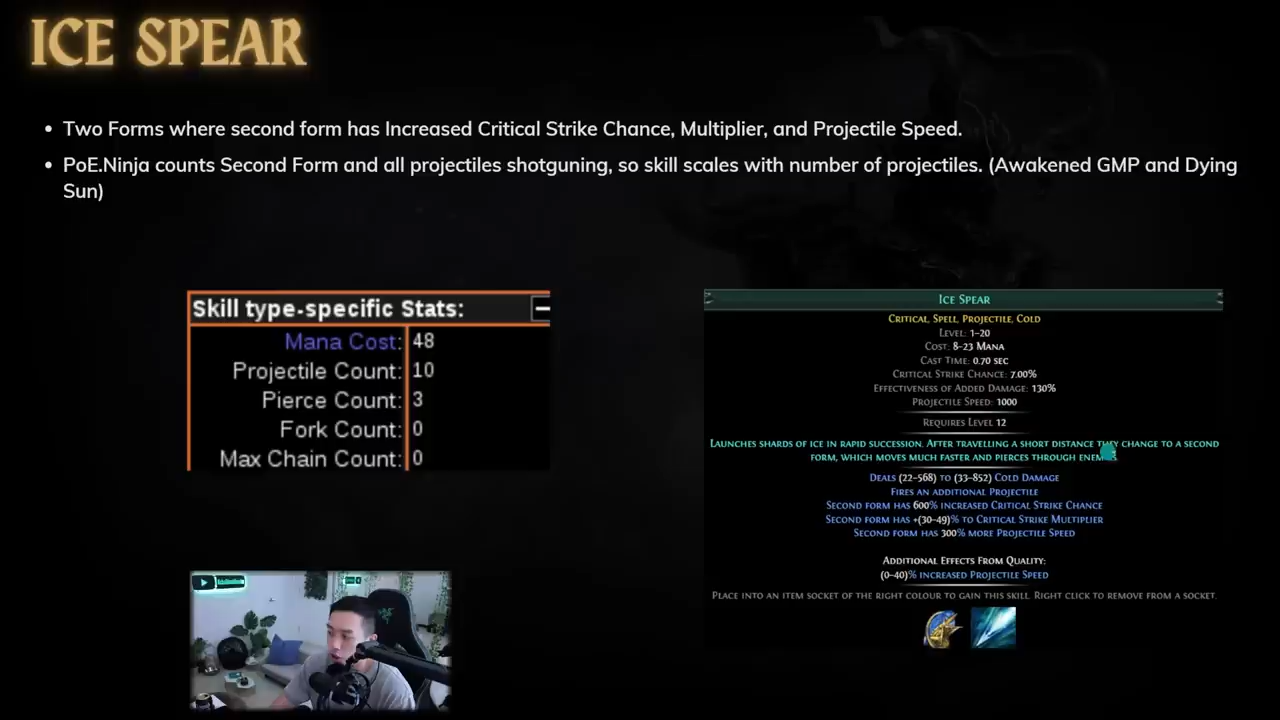 ICE SPEAR
• Two Forms where second form has Increased Critical Strike Chance, Multiplier, and Projectile Speed.
• PoE.Ninja counts Second Form and all projectiles shotguning, so skill scales with number of projectiles. (Awakened GMP and Dying
Sun)
Skill type-specific Stats:
Mana Cost: 48
Projectile Count: 10
Pierce Count: 3
Fork Count: 0
Max Chain Count: 0
Ice Spear
Critical, Spell, Projectile, Cold
Level: 1–20
Cost: 8–23 Mana
Cast Time: 0.70 sec
Critical Strike Chance: 7.00%
Effectiveness of Added Damage: 130%
Projectile Speed: 1000
Requires Level 12
Launches shards of ice in rapid succession. After travelling a short distance they change to a second
form, which moves much faster and pierces through
Deals (22–568) to (33–852) Cold Damage
Fires an additional Projectile
Second form has 600% increased Critical Strike Chance
Second form has +(30–49)% to Critical Strike Multiplier
Second form has 300% more Projectile Speed
Additional Effects From Quality:
(0–40)% increased Projectile Speed
Place into an item socket of the right colour to gain this skill. Right click to remove from a socket.